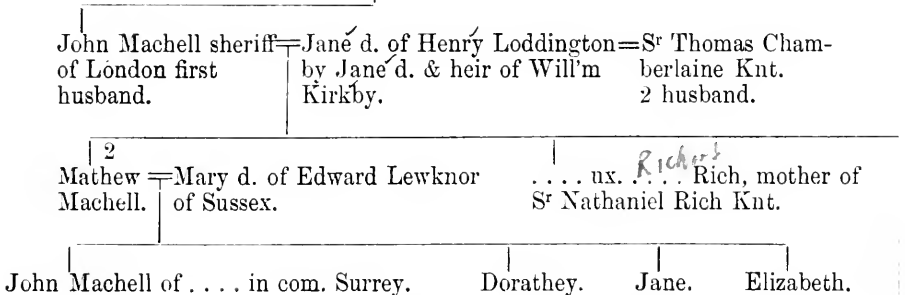 John Machell sheriff=Jane d. of Henry Loddington=Sʳ Thomas Cham-
of London first by Jane d. & heir of Will'm berlaine Knt.
husband. Kirkby. 2 husband.
2
Mathew =Mary d. of Edward Lewknor . . . . ux. . . . . Richard Rich, mother of
Machell. of Sussex. Sʳ Nathaniel Rich Knt.
John Machell of . . . . in com. Surrey. Dorathey. Jane. Elizabeth.